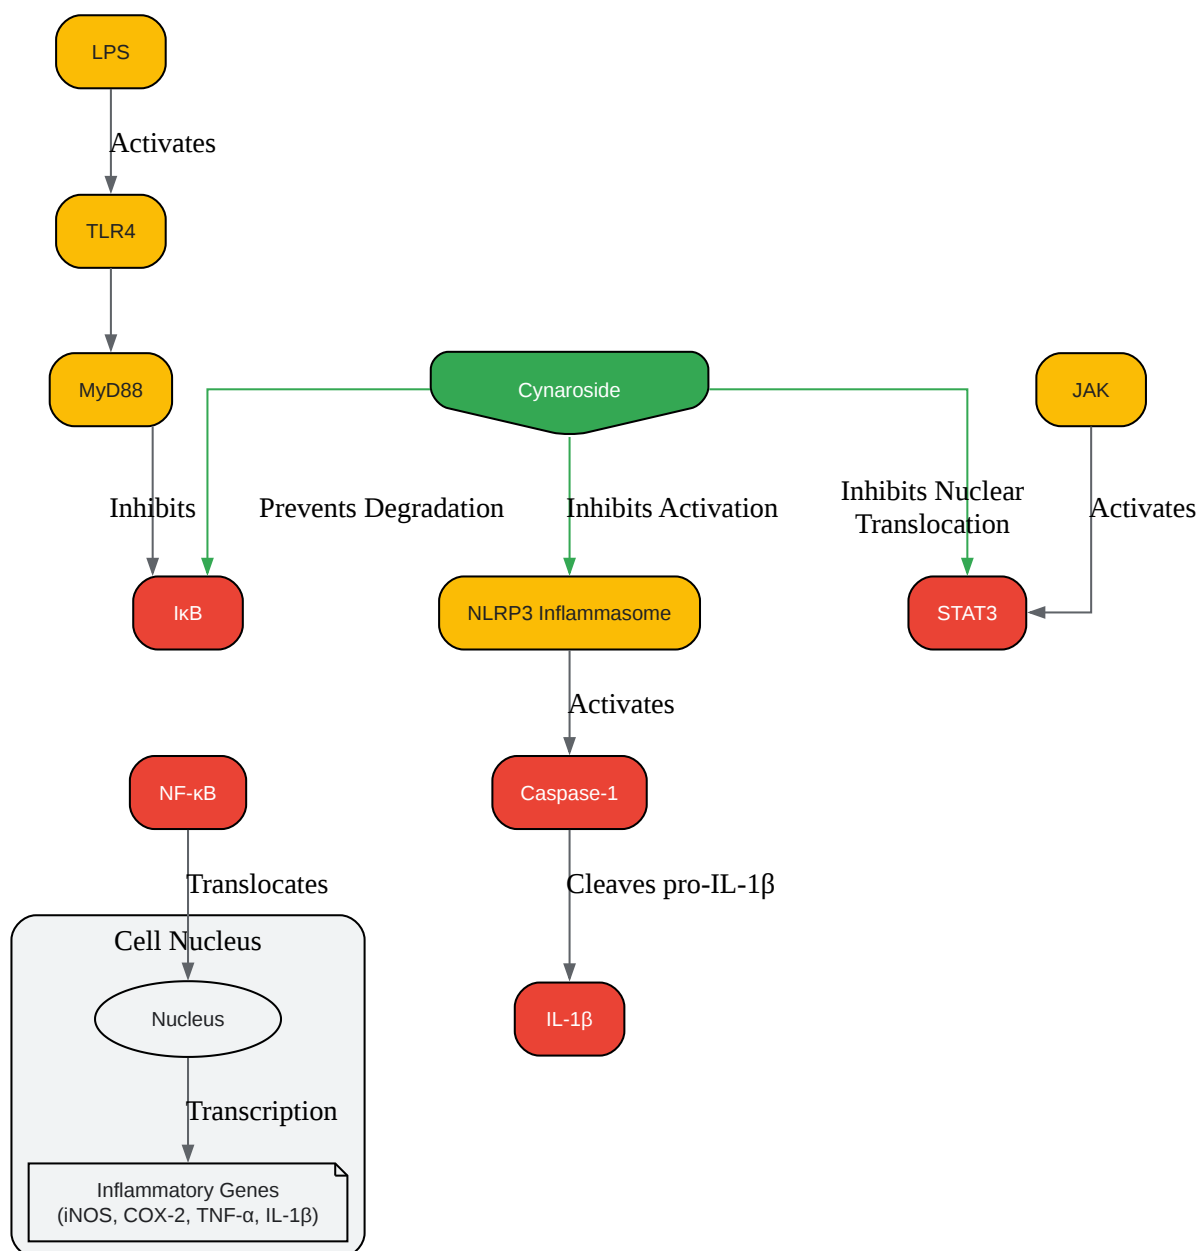 LPS
Activates
TLR4
MyD88
Cynaroside
JAK
Inhibits
Prevents Degradation
Inhibits Activation
Inhibits Nuclear
Translocation
Activates
IκB
NLRP3 Inflammasome
STAT3
Activates
NF-κB
Caspase-1
Translocates
Cleaves pro-IL-1β
Cell Nucleus
Nucleus
IL-1β
Transcription
Inflammatory Genes
(iNOS, COX-2, TNF-α, IL-1β)